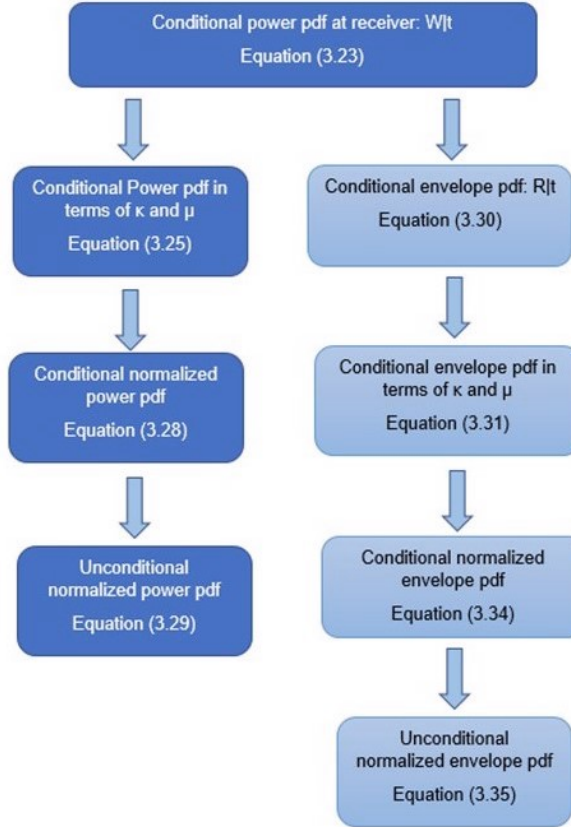 Conditional power pdf at receiver: W|t
Equation (3.23)
Conditional Power pdf in
terms of κ and μ
Equation (3.25)
Conditional normalized
power pdf
Equation (3.28)
Unconditional
normalized power pdf
Equation (3.29)
Conditional envelope pdf: R|t
Equation (3.30)
Conditional envelope pdf in
terms of κ and μ
Equation (3.31)
Conditional normalized
envelope pdf
Equation (3.34)
Unconditional
normalized envelope pdf
Equation (3.35)